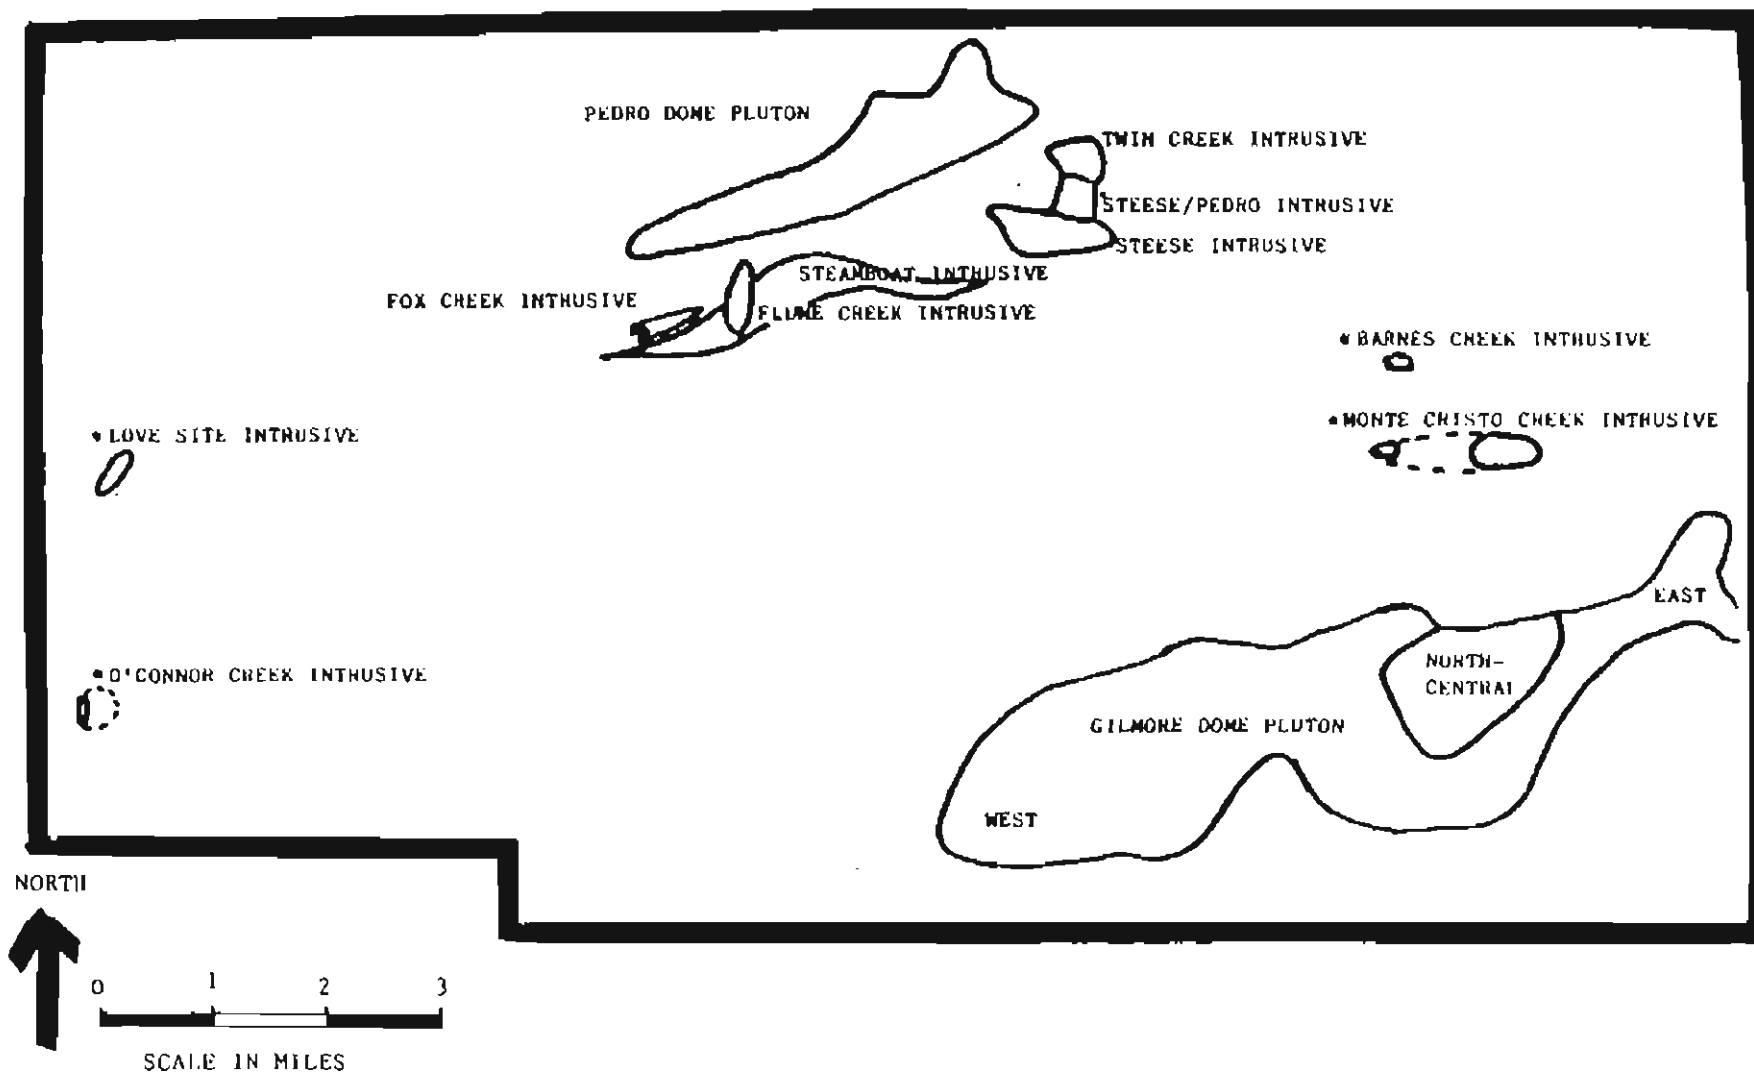 PEDRO DOME PLUTON
TWIN CREEK INTRUSIVE
STEESE/PEDRO INTRUSIVE
STEESE INTRUSIVE
STEAMBOAT INTRUSIVE
FOX CREEK INTRUSIVE
FLUME CREEK INTRUSIVE
BARNES CREEK INTRUSIVE
MONTE CRISTO CREEK INTRUSIVE
LOVE SITE INTRUSIVE
EAST
NORTH-
CENTRAL
O'CONNOR CREEK INTRUSIVE
GILMORE DOME PLUTON
WEST
NORTH
0 1 2 3
SCALE IN MILES